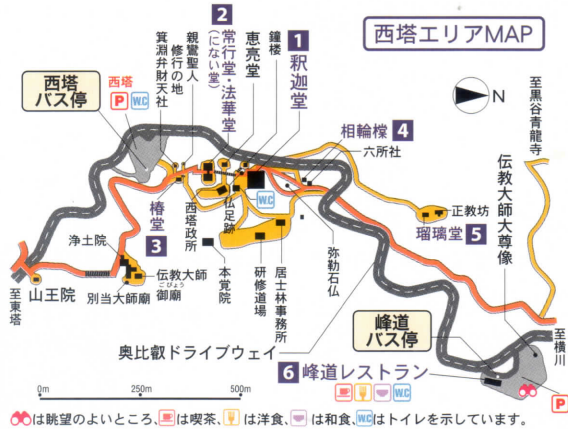 西塔エリアMAP
2
常行堂・法華堂
(にない堂)
恵亮堂
鐘楼
1
釈迦堂
親鸞聖人
修行の地
箕淵弁財天社
西塔
バス停
西塔
P WC
N
至黒谷青龍寺
相輪橖 4
六所社
伝教大師大尊像
WC
仏足跡
正教坊
瑠璃堂 5
椿堂
3
西塔政所
浄土院
本覚院
研修道場
居士林事務所
弥勒石仏
伝教大師
御廟
ごびょう
別当大師廟
山王院
至東塔
峰道
バス停
至横川
奥比叡ドライブウェイ
6 峰道レストラン
WC
P
0m 250m 500m
は眺望のよいところ、は喫茶、は洋食、は和食、WCはトイレを示しています。